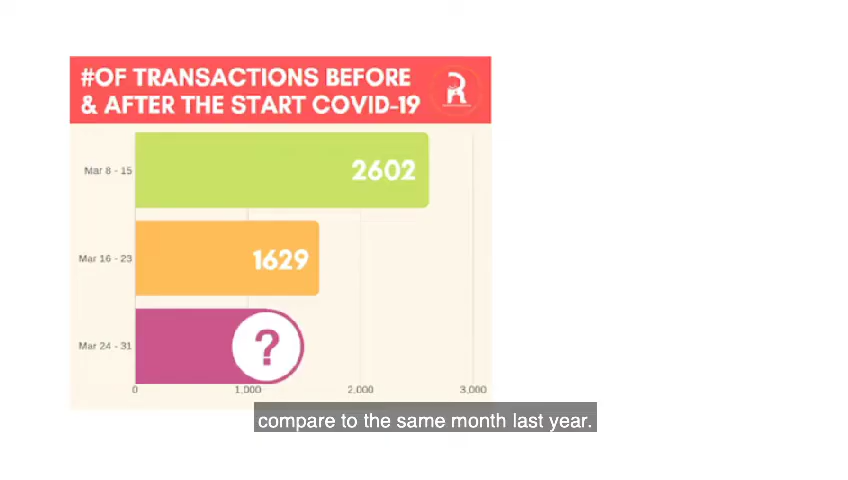 #OF TRANSACTIONS BEFORE
& AFTER THE START COVID-19
Mar 8 - 15
2602
Mar 16 - 23
1629
Mar 24 - 31
?
0 1,000 2,000 3,000
compare to the same month last year.